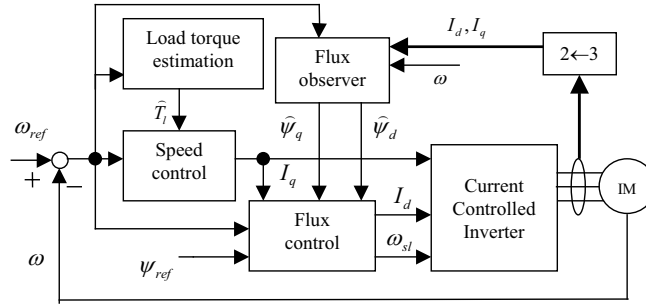 Load torque
estimation
Flux
observer
I_d, I_q
2←3
ω
T̂_l
ω_ref
ψ̂_q
ψ̂_d
Speed
control
+
−
I_q
I_d
Current
Controlled
Inverter
IM
Flux
control
ω_sl
ω
ψ_ref